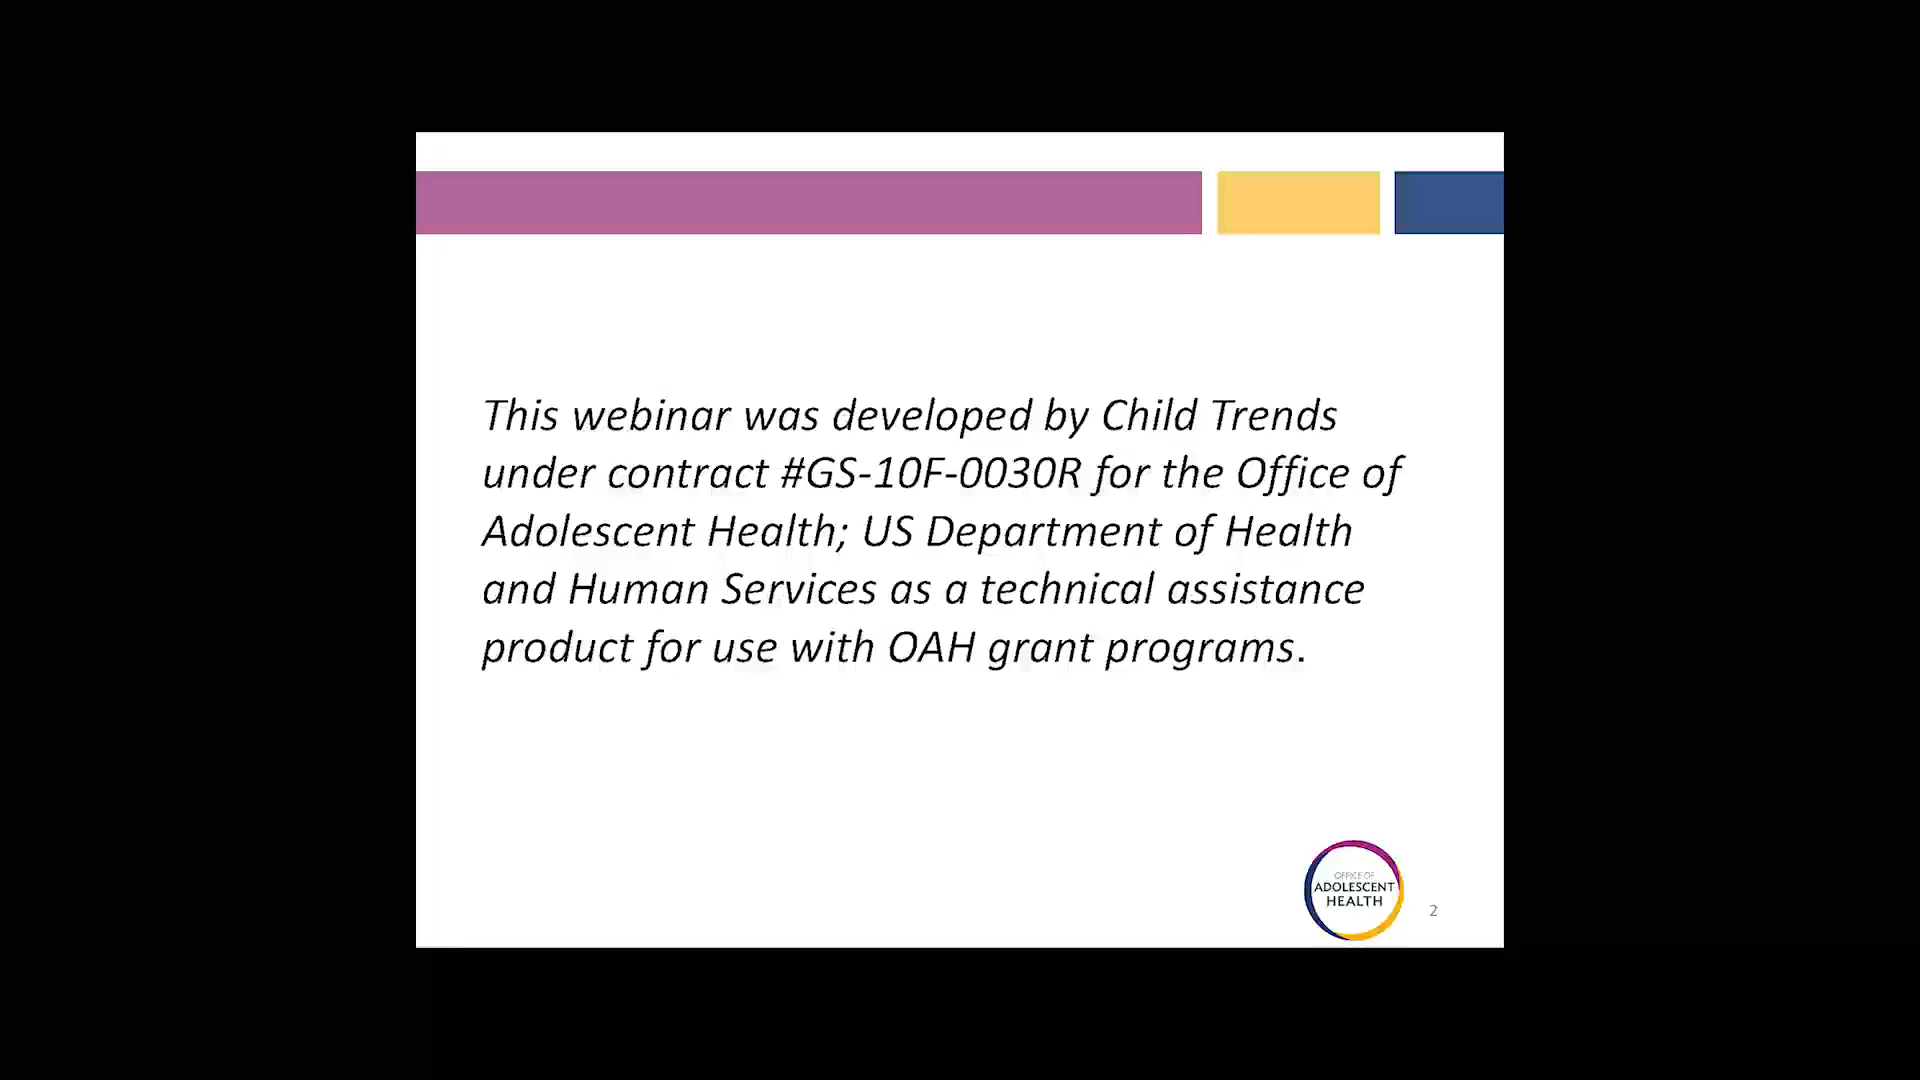 This webinar was developed by Child Trends
under contract #GS-10F-0030R for the Office of
Adolescent Health; US Department of Health
and Human Services as a technical assistance
product for use with OAH grant programs.
OFFICE OF
ADOLESCENT
HEALTH
2